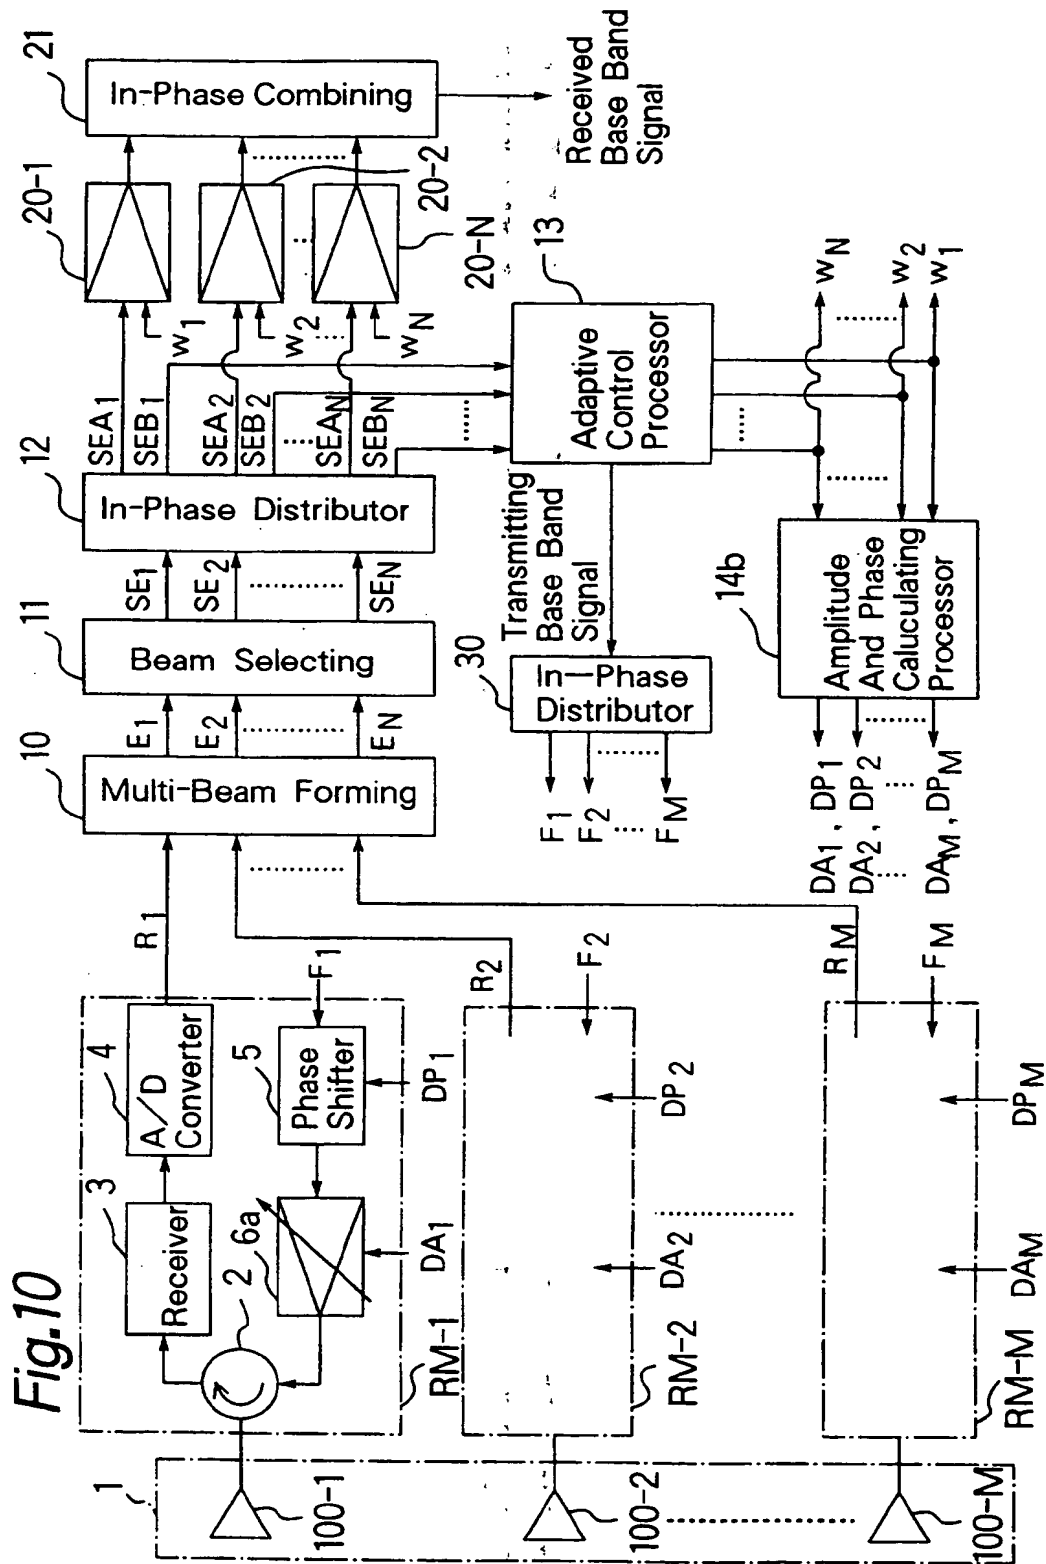 Fig.10
1
100-1
100-2
100-M
2
Receiver
3
A/D
Converter
4
Phase
Shifter
5
6a
F1
DP1
DA1
RM-1
R1
R2
F2
DP2
DA2
RM-2
RM
FM
DPM
DAM
RM-M
10
Multi-Beam Forming
E1
E2
EN
11
Beam Selecting
SE1
SE2
SEN
12
In-Phase Distributor
SEA1
SEB1
SEA2
SEB2
SEAN
SEBN
w1
w2
wN
20-1
20-2
20-N
21
In-Phase Combining
Received
Base Band
Signal
13
Adaptive
Control
Processor
Transmitting
Base Band
Signal
30
In-Phase
Distributor
F1
F2
FM
14b
Amplitude
And Phase
Caluculating
Processor
DA1, DP1
DA2, DP2
DAM, DPM
wN
w2
w1